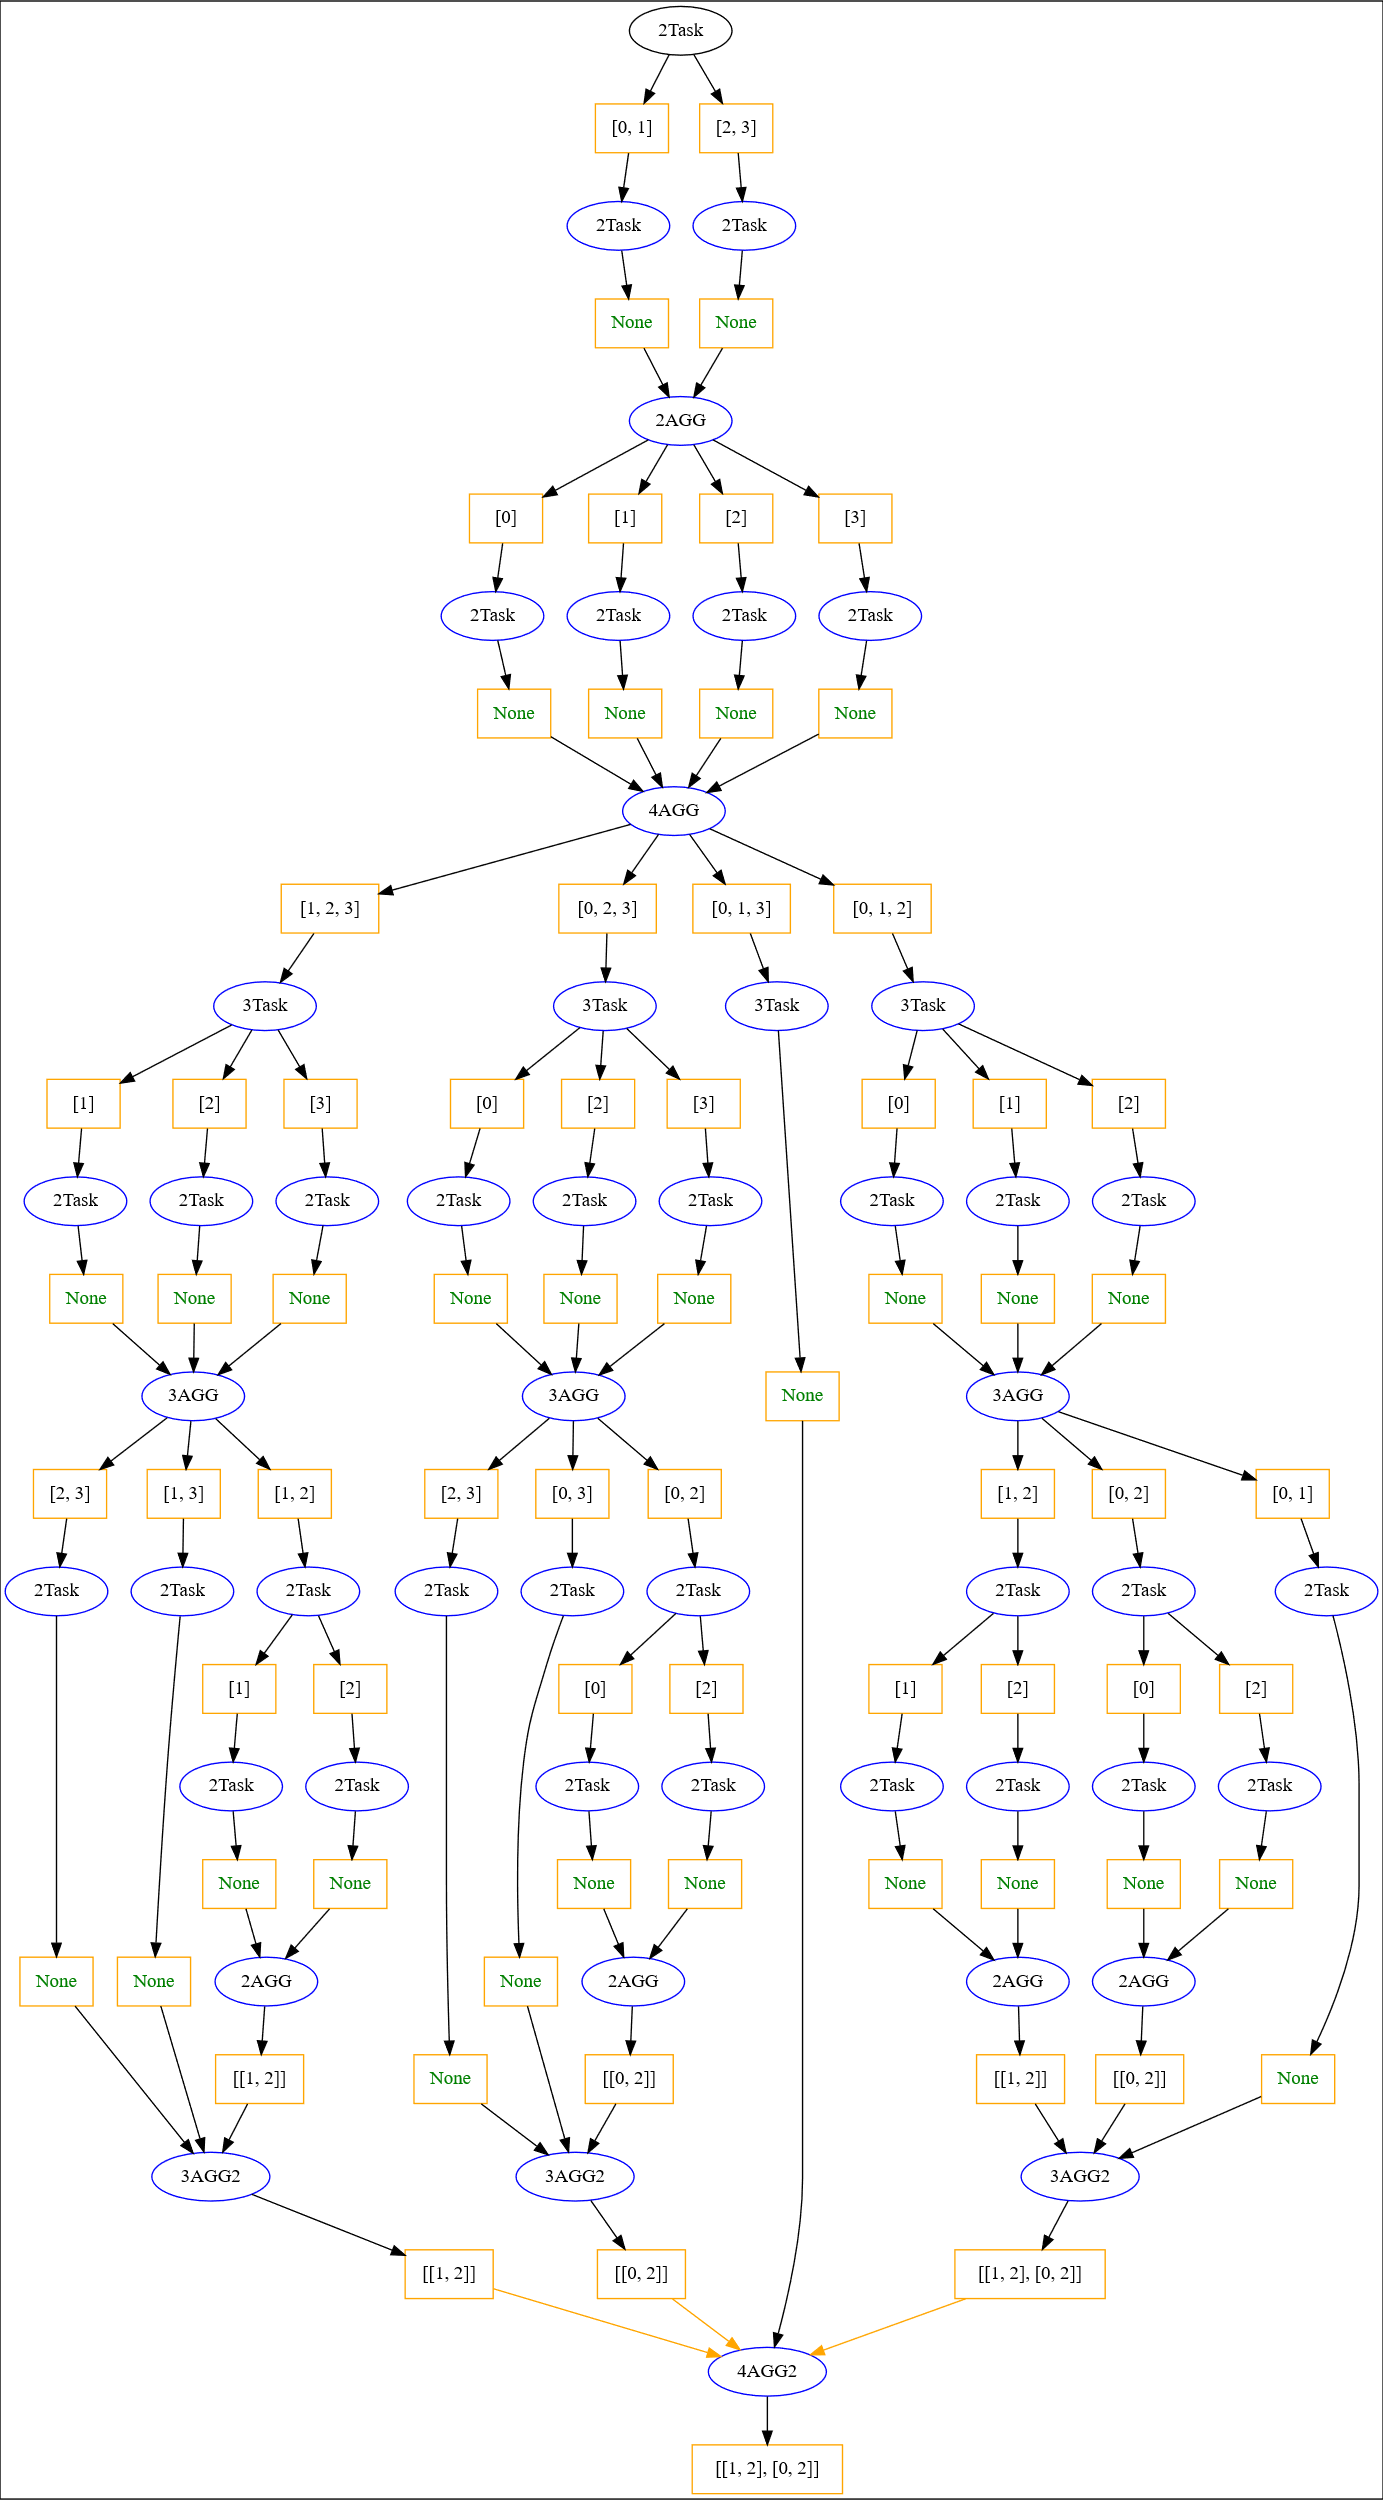 2Task
[0, 1]
[2, 3]
2Task
2Task
None
None
2AGG
[0]
[1]
[2]
[3]
2Task
2Task
2Task
2Task
None
None
None
None
4AGG
[1, 2, 3]
[0, 2, 3]
[0, 1, 3]
[0, 1, 2]
3Task
3Task
3Task
3Task
[1]
[2]
[3]
[0]
[2]
[3]
[0]
[1]
[2]
2Task
2Task
2Task
2Task
2Task
2Task
2Task
2Task
2Task
None
None
None
None
None
None
None
None
None
3AGG
3AGG
None
3AGG
[2, 3]
[1, 3]
[1, 2]
[2, 3]
[0, 3]
[0, 2]
[1, 2]
[0, 2]
[0, 1]
2Task
2Task
2Task
2Task
2Task
2Task
2Task
2Task
2Task
[1]
[2]
[0]
[2]
[1]
[2]
[0]
[2]
2Task
2Task
2Task
2Task
2Task
2Task
2Task
2Task
None
None
None
None
None
None
None
None
None
None
2AGG
None
2AGG
2AGG
2AGG
[[1, 2]]
None
[[0, 2]]
[[1, 2]]
[[0, 2]]
None
3AGG2
3AGG2
3AGG2
[[1, 2]]
[[0, 2]]
[[1, 2], [0, 2]]
4AGG2
[[1, 2], [0, 2]]